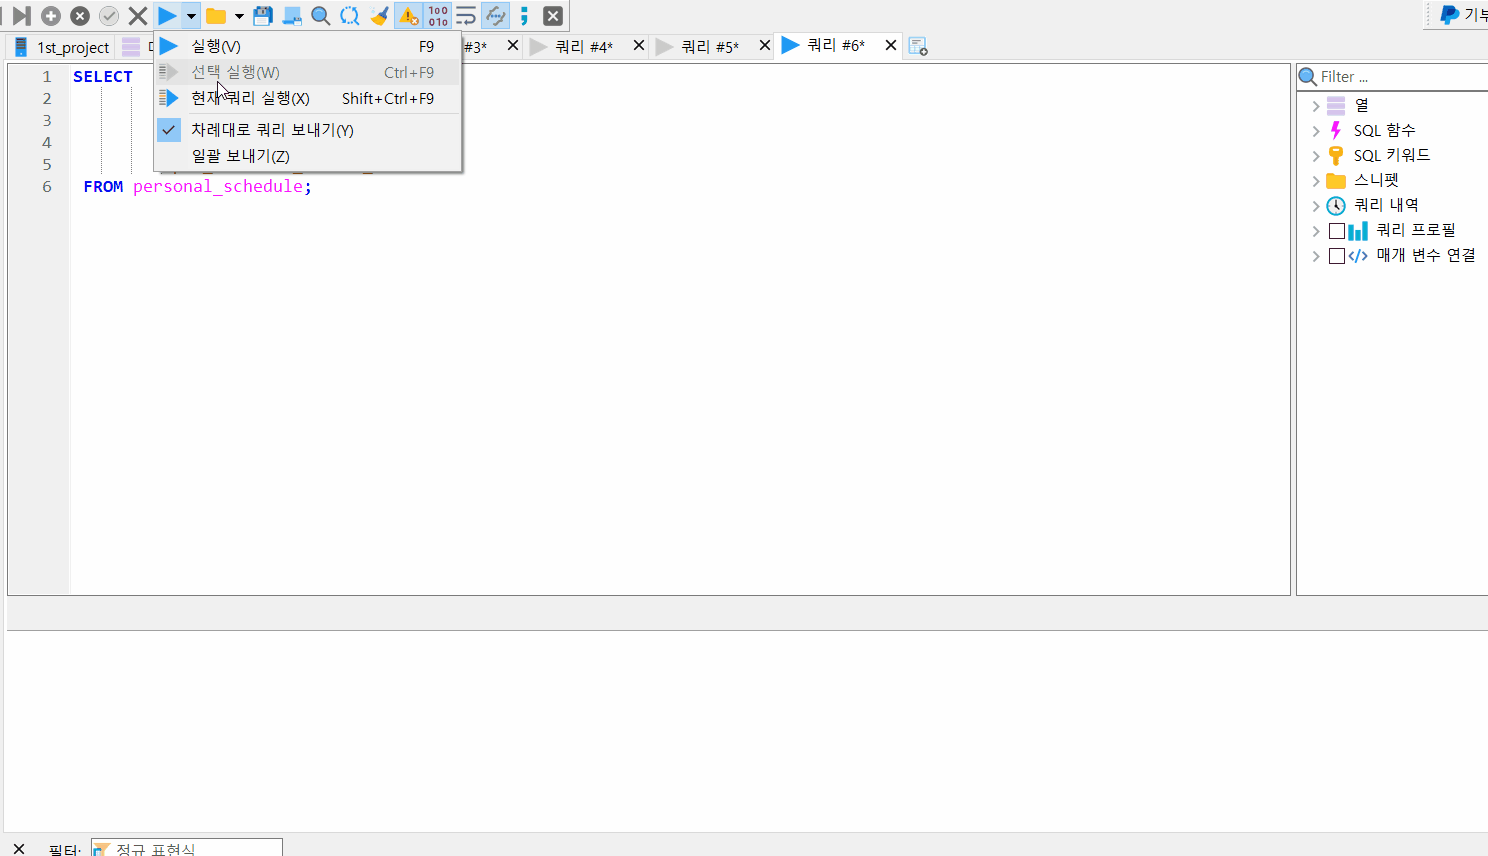 100
010
기부
1st_project
#3*
쿼리 #4*
쿼리 #5*
쿼리 #6*
실행(V) F9
선택 실행(W) Ctrl+F9
현재 쿼리 실행(X) Shift+Ctrl+F9
차례대로 쿼리 보내기(Y)
일괄 보내기(Z)
1 SELECT
2
3
4
5
6 FROM personal_schedule;
Filter ...
열
SQL 함수
SQL 키워드
스니펫
쿼리 내역
쿼리 프로필
매개 변수 연결
필터: 정규 표현식